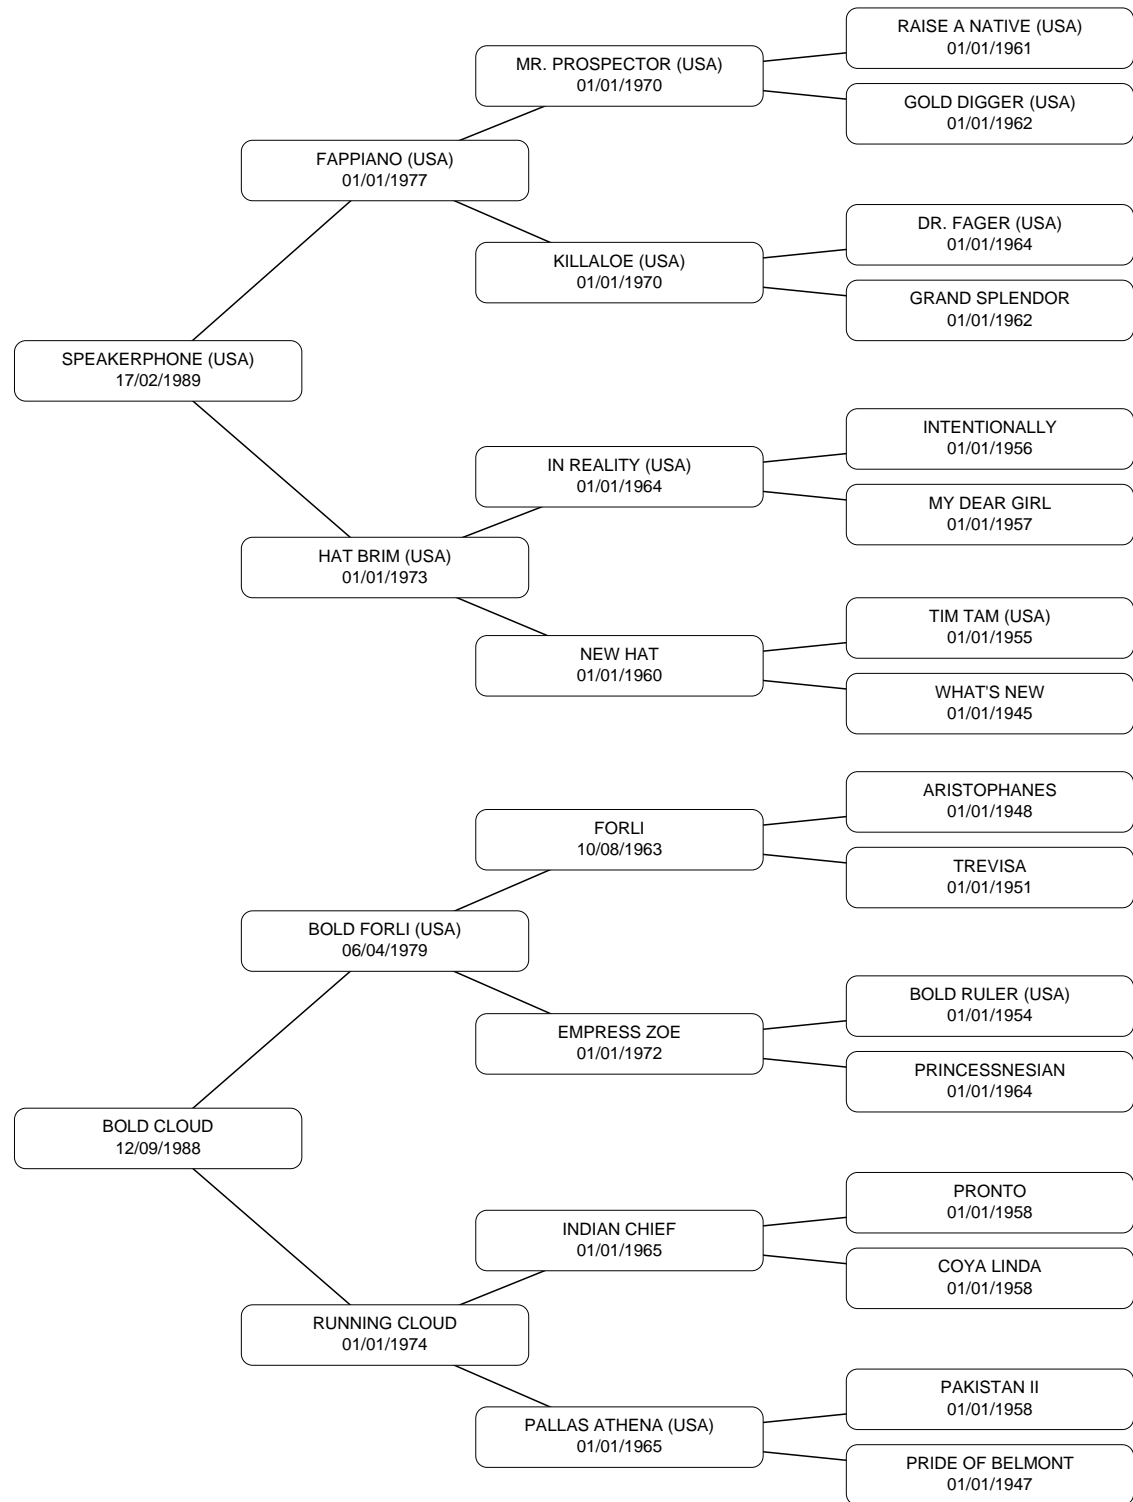 RAISE A NATIVE (USA)
01/01/1961
MR. PROSPECTOR (USA)
01/01/1970
GOLD DIGGER (USA)
01/01/1962
FAPPIANO (USA)
01/01/1977
DR. FAGER (USA)
01/01/1964
KILLALOE (USA)
01/01/1970
GRAND SPLENDOR
01/01/1962
SPEAKERPHONE (USA)
17/02/1989
INTENTIONALLY
01/01/1956
IN REALITY (USA)
01/01/1964
MY DEAR GIRL
01/01/1957
HAT BRIM (USA)
01/01/1973
TIM TAM (USA)
01/01/1955
NEW HAT
01/01/1960
WHAT'S NEW
01/01/1945
ARISTOPHANES
01/01/1948
FORLI
10/08/1963
TREVISA
01/01/1951
BOLD FORLI (USA)
06/04/1979
BOLD RULER (USA)
01/01/1954
EMPRESS ZOE
01/01/1972
PRINCESSNESIAN
01/01/1964
BOLD CLOUD
12/09/1988
PRONTO
01/01/1958
INDIAN CHIEF
01/01/1965
COYA LINDA
01/01/1958
RUNNING CLOUD
01/01/1974
PAKISTAN II
01/01/1958
PALLAS ATHENA (USA)
01/01/1965
PRIDE OF BELMONT
01/01/1947